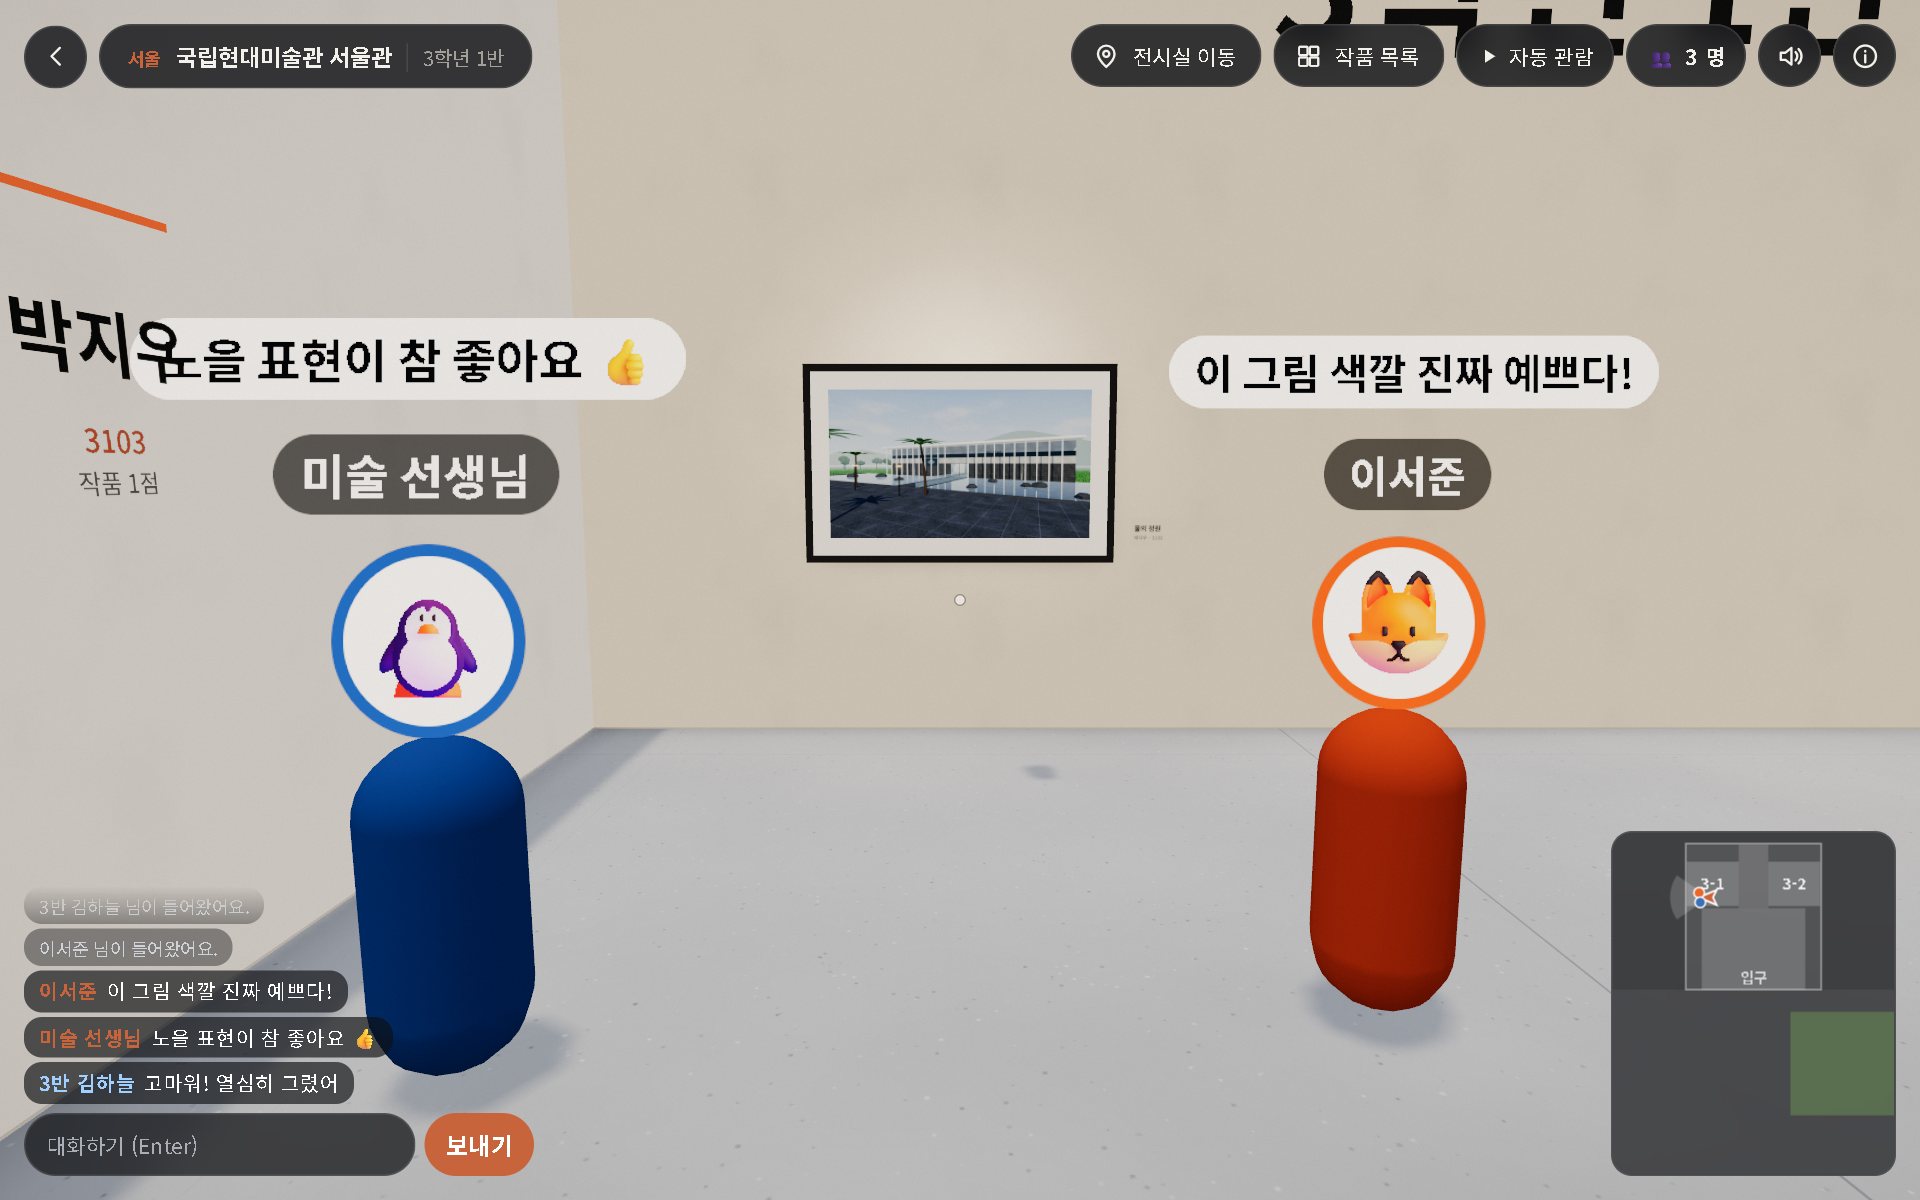 서울 국립현대미술관 서울관 3학년 1반
전시실 이동
작품 목록
자동 관람
3 명
박지우
3103
작품 1점
노을 표현이 참 좋아요 👍
미술 선생님
이 그림 색깔 진짜 예쁘다!
이서준
물의 정원
3반 김하늘 님이 들어왔어요.
이서준 님이 들어왔어요.
이서준 이 그림 색깔 진짜 예쁘다!
미술 선생님 노을 표현이 참 좋아요 👍
3반 김하늘 고마워! 열심히 그렸어
대화하기 (Enter)
보내기
3-1
3-2
입구